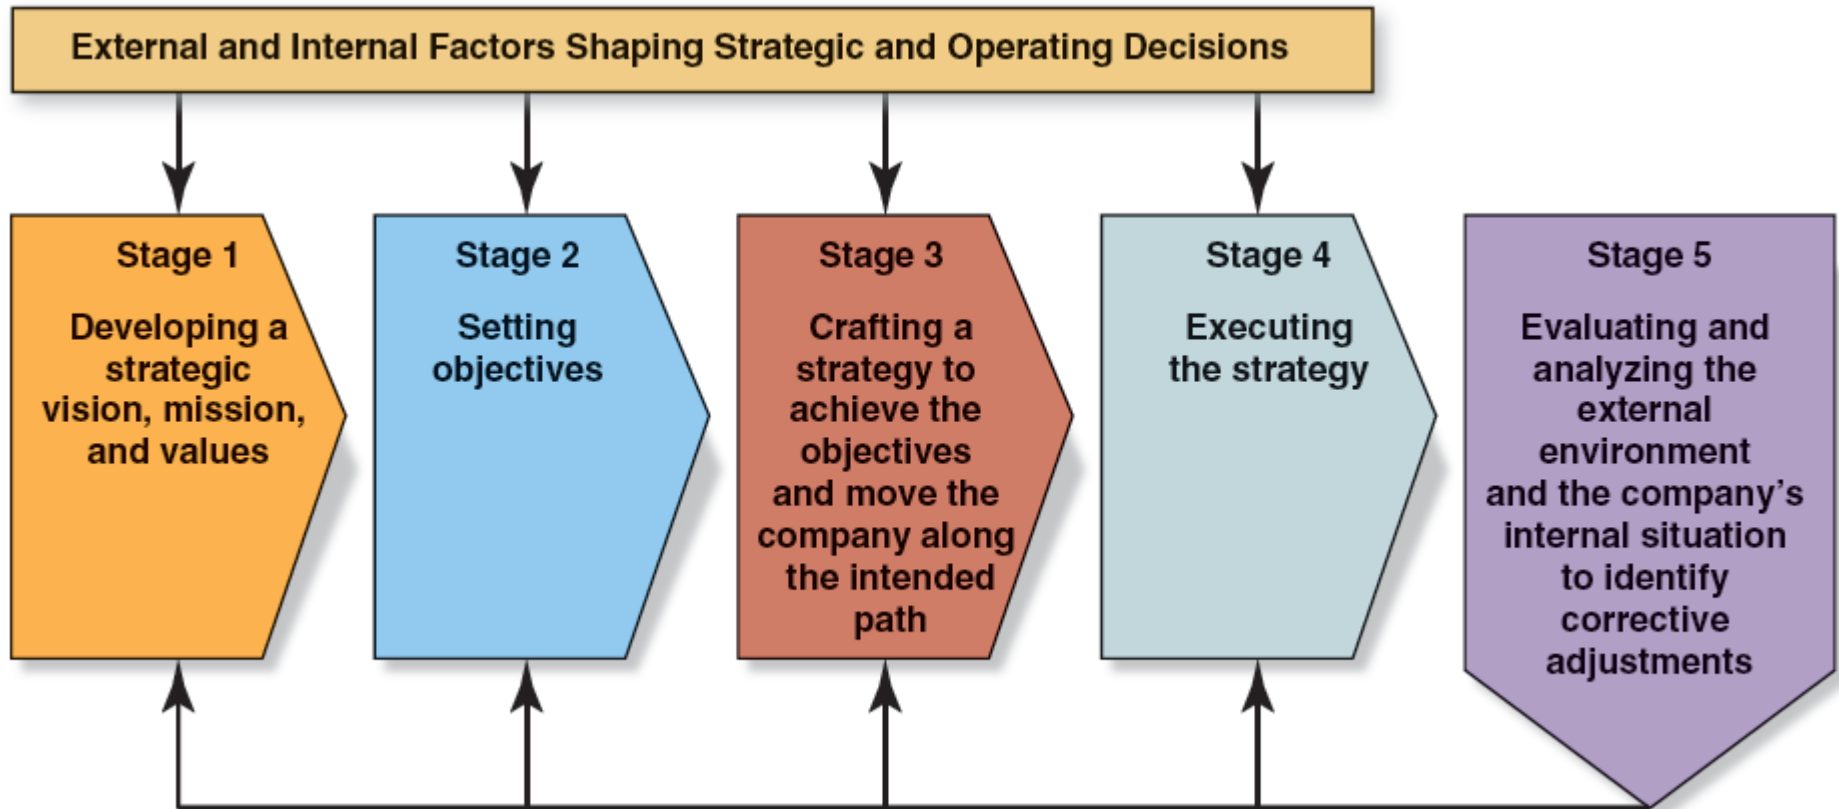 External and Internal Factors Shaping Strategic and Operating Decisions
Stage 1
Developing a
strategic
vision, mission,
and values
Stage 2
Setting
objectives
Stage 3
Crafting a
strategy to
achieve the
objectives
and move the
company along
the intended
path
Stage 4
Executing
the strategy
Stage 5
Evaluating and
analyzing the
external
environment
and the company’s
internal situation
to identify
corrective
adjustments